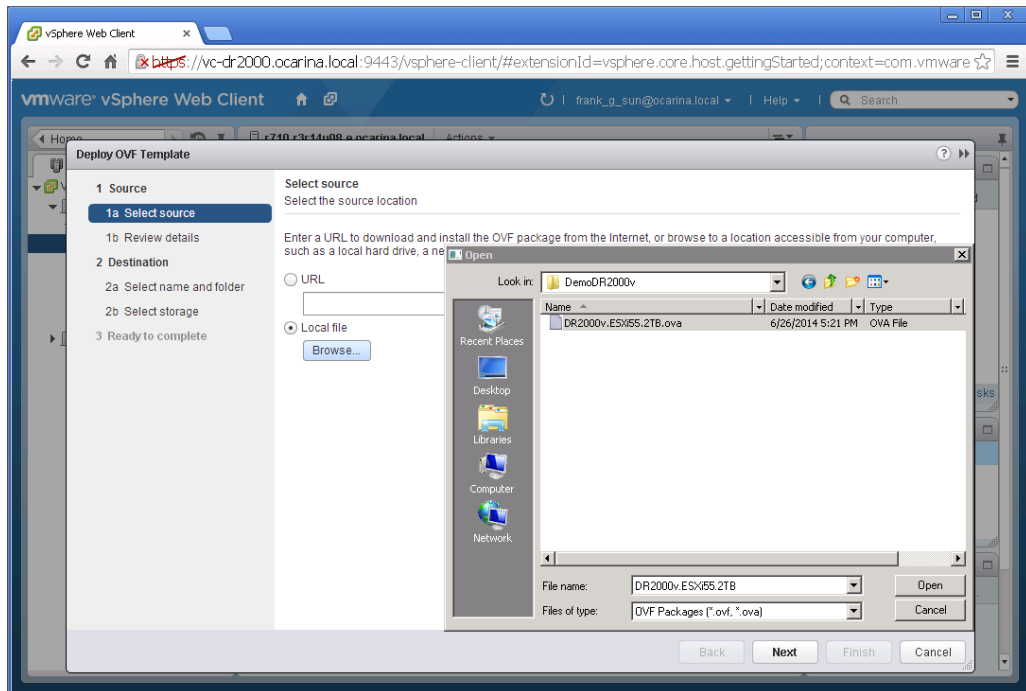 vSphere Web Client
https://vc-dr2000.ocarina.local:9443/vsphere-client/#extensionId=vsphere.core.host.gettingStarted;context=com.vmware
vmware® vSphere Web Client
frank_g_sun@ocarina.local
Help
Search
Home
r710-r3r14u08.e.ocarina.local
Actions
Deploy OVF Template
1 Source
1a Select source
1b Review details
2 Destination
2a Select name and folder
2b Select storage
3 Ready to complete
Select source
Select the source location
Enter a URL to download and install the OVF package from the Internet, or browse to a location accessible from your computer,
such as a local hard drive, a ne
URL
Local file
Browse...
Open
Look in:
DemoDR2000v
Name
Date modified
Type
DR2000v.ESXi55.2TB.ova
6/26/2014 5:21 PM
OVA File
Recent Places
Desktop
Libraries
Computer
Network
File name:
DR2000v.ESXi55.2TB
Open
Files of type:
OVF Packages (*.ovf, *.ova)
Cancel
sks
Back
Next
Finish
Cancel